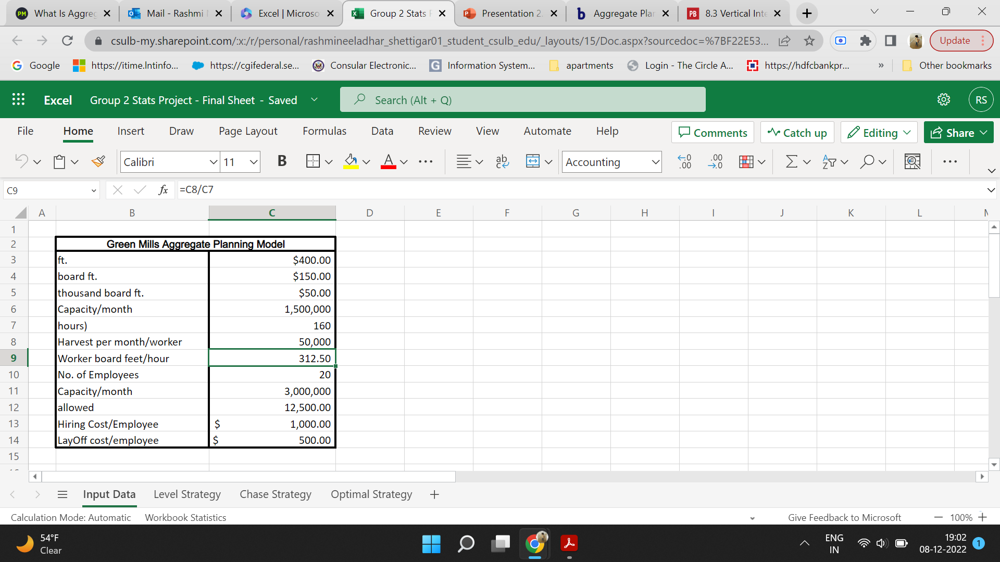 What Is Aggreg
Mail - Rashmi
Excel | Microso
Group 2 Stats
Presentation 2
Aggregate Plan
8.3 Vertical Inte
csulb-my.sharepoint.com/:x:/r/personal/rashmineeladhar_shettigar01_student_csulb_edu/_layouts/15/Doc.aspx?sourcedoc=%7BF22E53...
Update
Google
https://itime.lntinfo...
https://cgifederal.se...
Consular Electronic...
Information System...
apartments
Login - The Circle A...
https://hdfcbankpr...
»
Other bookmarks
Excel
Group 2 Stats Project - Final Sheet - Saved
Search (Alt + Q)
RS
File Home Insert Draw Page Layout Formulas Data Review View Automate Help
Comments
Catch up
Editing
Share
Calibri 11 B A ab Accounting
C9
fx =C8/C7
A B C D E F G H I J K L
1
2 Green Mills Aggregate Planning Model
3 ft. $400.00
4 board ft. $150.00
5 thousand board ft. $50.00
6 Capacity/month 1,500,000
7 hours) 160
8 Harvest per month/worker 50,000
9 Worker board feet/hour 312.50
10 No. of Employees 20
11 Capacity/month 3,000,000
12 allowed 12,500.00
13 Hiring Cost/Employee $ 1,000.00
14 LayOff cost/employee $ 500.00
15
Input Data Level Strategy Chase Strategy Optimal Strategy +
Calculation Mode: Automatic Workbook Statistics
Give Feedback to Microsoft
100%
54°F
Clear
ENG
IN
19:02
08-12-2022
1